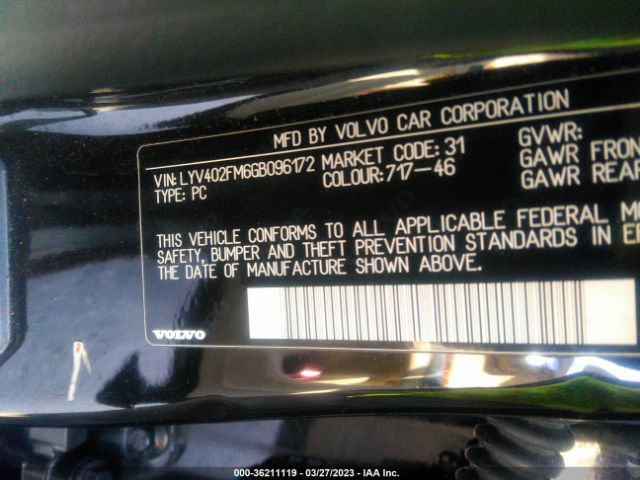 MFD BY VOLVO CAR CORPORATION
VIN: LYV402FM6GB096172 MARKET CODE: 31 GVWR:
TYPE: PC COLOUR: 717-46 GAWR FRON
GAWR REAR
THIS VEHICLE CONFORMS TO ALL APPLICABLE FEDERAL MO
SAFETY, BUMPER AND THEFT PREVENTION STANDARDS IN EF
THE DATE OF MANUFACTURE SHOWN ABOVE.
VOLVO
000-36211119 // 03/27/2023 // IAA Inc.